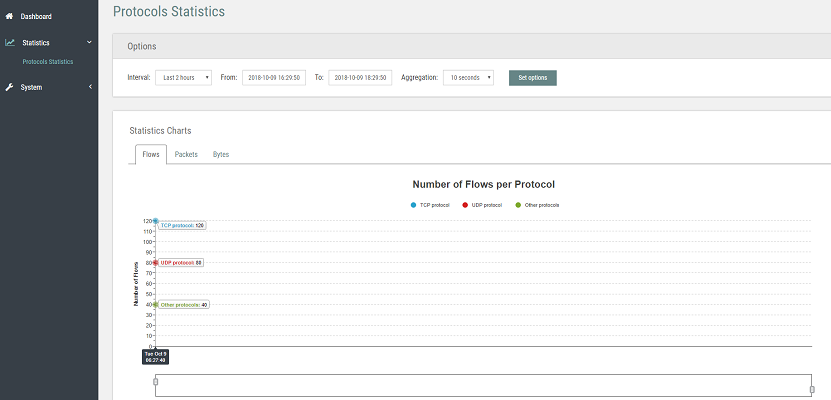 Protocols Statistics
Dashboard
Statistics
Protocols Statistics
System
Options
Interval: Last 2 hours From: 2018-10-09 16:29:50 To: 2018-10-09 18:29:50 Aggregation: 10 seconds Set options
Statistics Charts
Flows Packets Bytes
Number of Flows per Protocol
TCP protocol UDP protocol Other protocols
Number of Flows
120
TCP protocol: 120
110
100
90
80
UDP protocol: 80
70
60
50
40
Other protocols: 40
30
20
10
0
Tue Oct 9
06:27:40